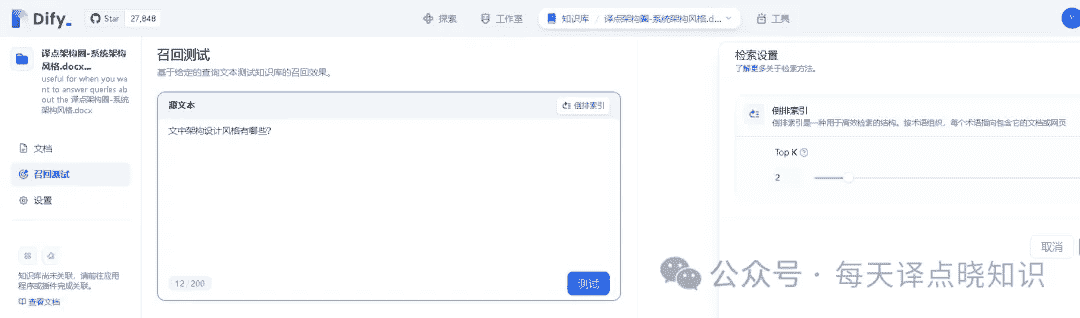 Dify_
Star 27,848
探索
工作室
知识库 / 译点架构圈-系统架构风格.d...
工具
译点架构圈-系统架构
风格.docx...
useful for when you wa
nt to answer queries ab
out the 译点架构圈-系统
架构风格.docx
文档
召回测试
设置
知识库尚未关联,请前往应用
程序或插件完成关联。
查看文档
召回测试
基于给定的查询文本测试知识库的召回效果。
源文本
倒排索引
文中架构设计风格有哪些?
12 / 200
测试
检索设置
了解更多关于检索方法。
倒排索引
倒排索引是一种用于高效检索的结构。按术语组织,每个术语指向包含它的文档或网页
Top K
2
取消
公众号 · 每天译点晓知识